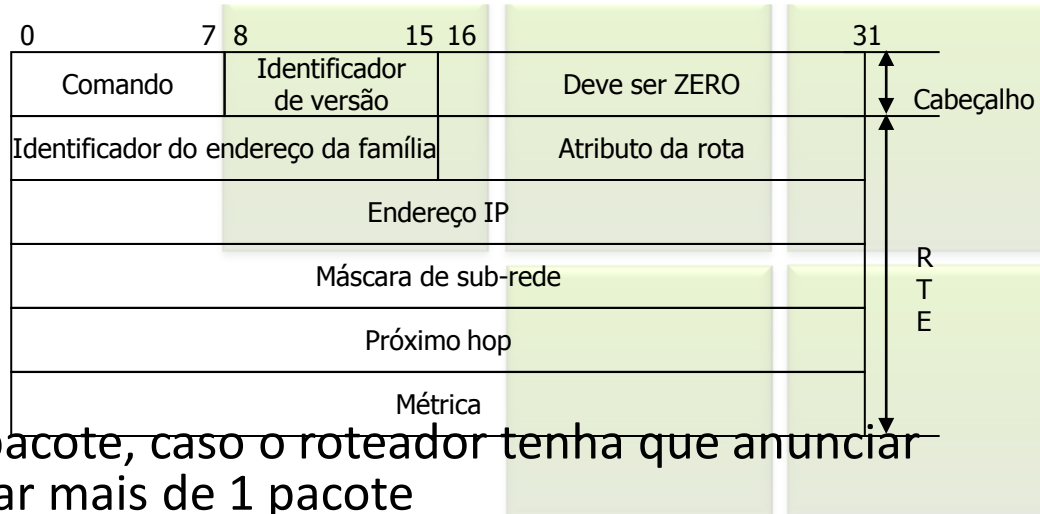 0 7 8 15 16 31
Comando
Identificador
de versão
Deve ser ZERO
Cabeçalho
Identificador do endereço da família
Atributo da rota
Endereço IP
Máscara de sub-rede
R
T
E
Próximo hop
Métrica
pacote, caso o roteador tenha que anunciar
ar mais de 1 pacote